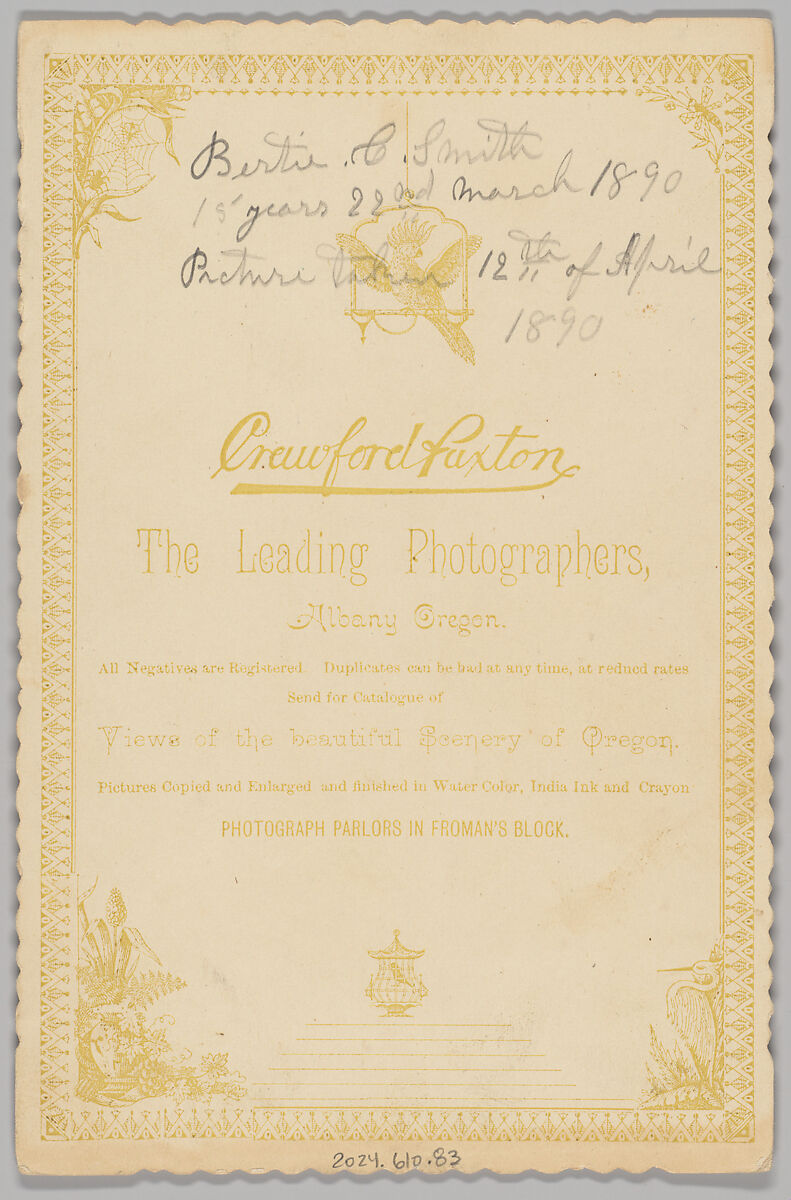 Bertie. C. Smith
15 years 22nd March 1890
Picture taken 12th of April
1890
Crawford Paxton
The Leading Photographers,
Albany Oregon.
All Negatives are Registered. Duplicates can be had at any time, at reducd rates
Send for Catalogue of
Views of the beautiful Scenery of Oregon.
Pictures Copied and Enlarged and finished in Water Color, India Ink and Crayon
PHOTOGRAPH PARLORS IN FROMAN'S BLOCK.
2024.610.83